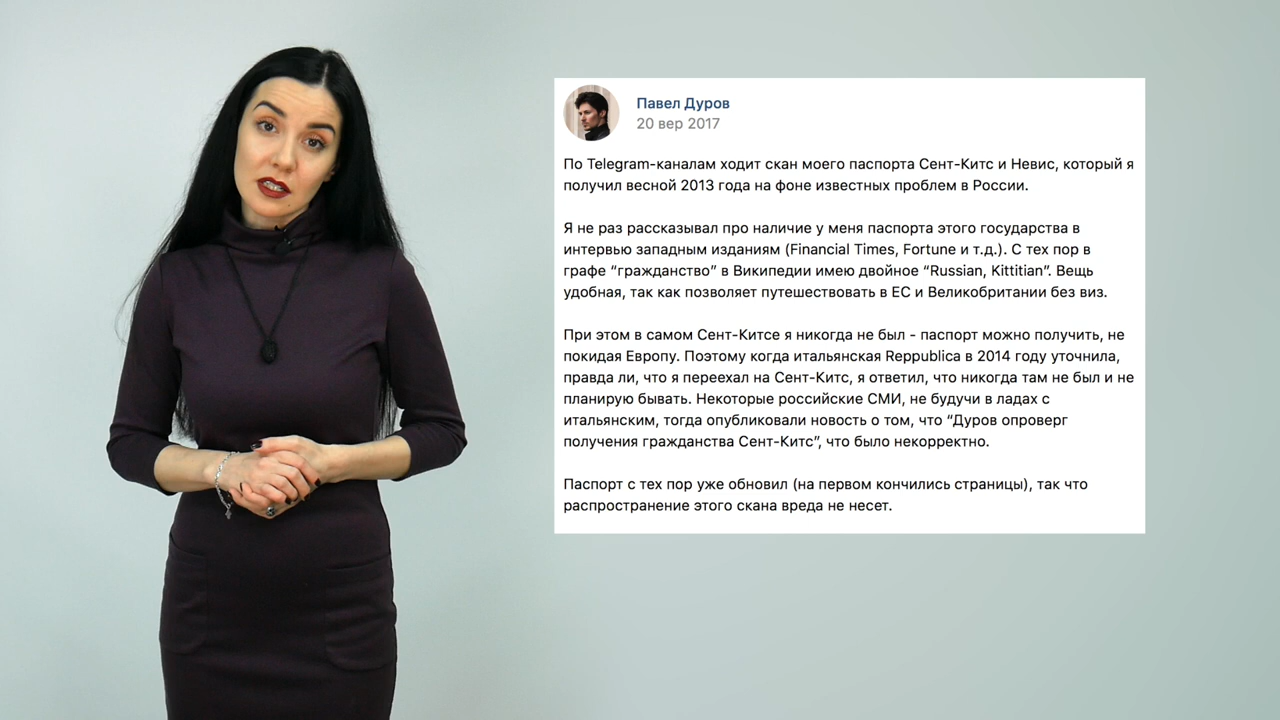 Павел Дуров
20 вер 2017
По Telegram-каналам ходит скан моего паспорта Сент-Китс и Невис, который я
получил весной 2013 года на фоне известных проблем в России.
Я не раз рассказывал про наличие у меня паспорта этого государства в
интервью западным изданиям (Financial Times, Fortune и т.д.). С тех пор в
графе “гражданство” в Википедии имею двойное “Russian, Kittitian”. Вещь
удобная, так как позволяет путешествовать в ЕС и Великобритании без виз.
При этом в самом Сент-Китсе я никогда не был - паспорт можно получить, не
покидая Европу. Поэтому когда итальянская Reppublica в 2014 году уточнила,
правда ли, что я переехал на Сент-Китс, я ответил, что никогда там не был и не
планирую бывать. Некоторые российские СМИ, не будучи в ладах с
итальянским, тогда опубликовали новость о том, что “Дуров опроверг
получения гражданства Сент-Китс”, что было некорректно.
Паспорт с тех пор уже обновил (на первом кончились страницы), так что
распространение этого скана вреда не несет.